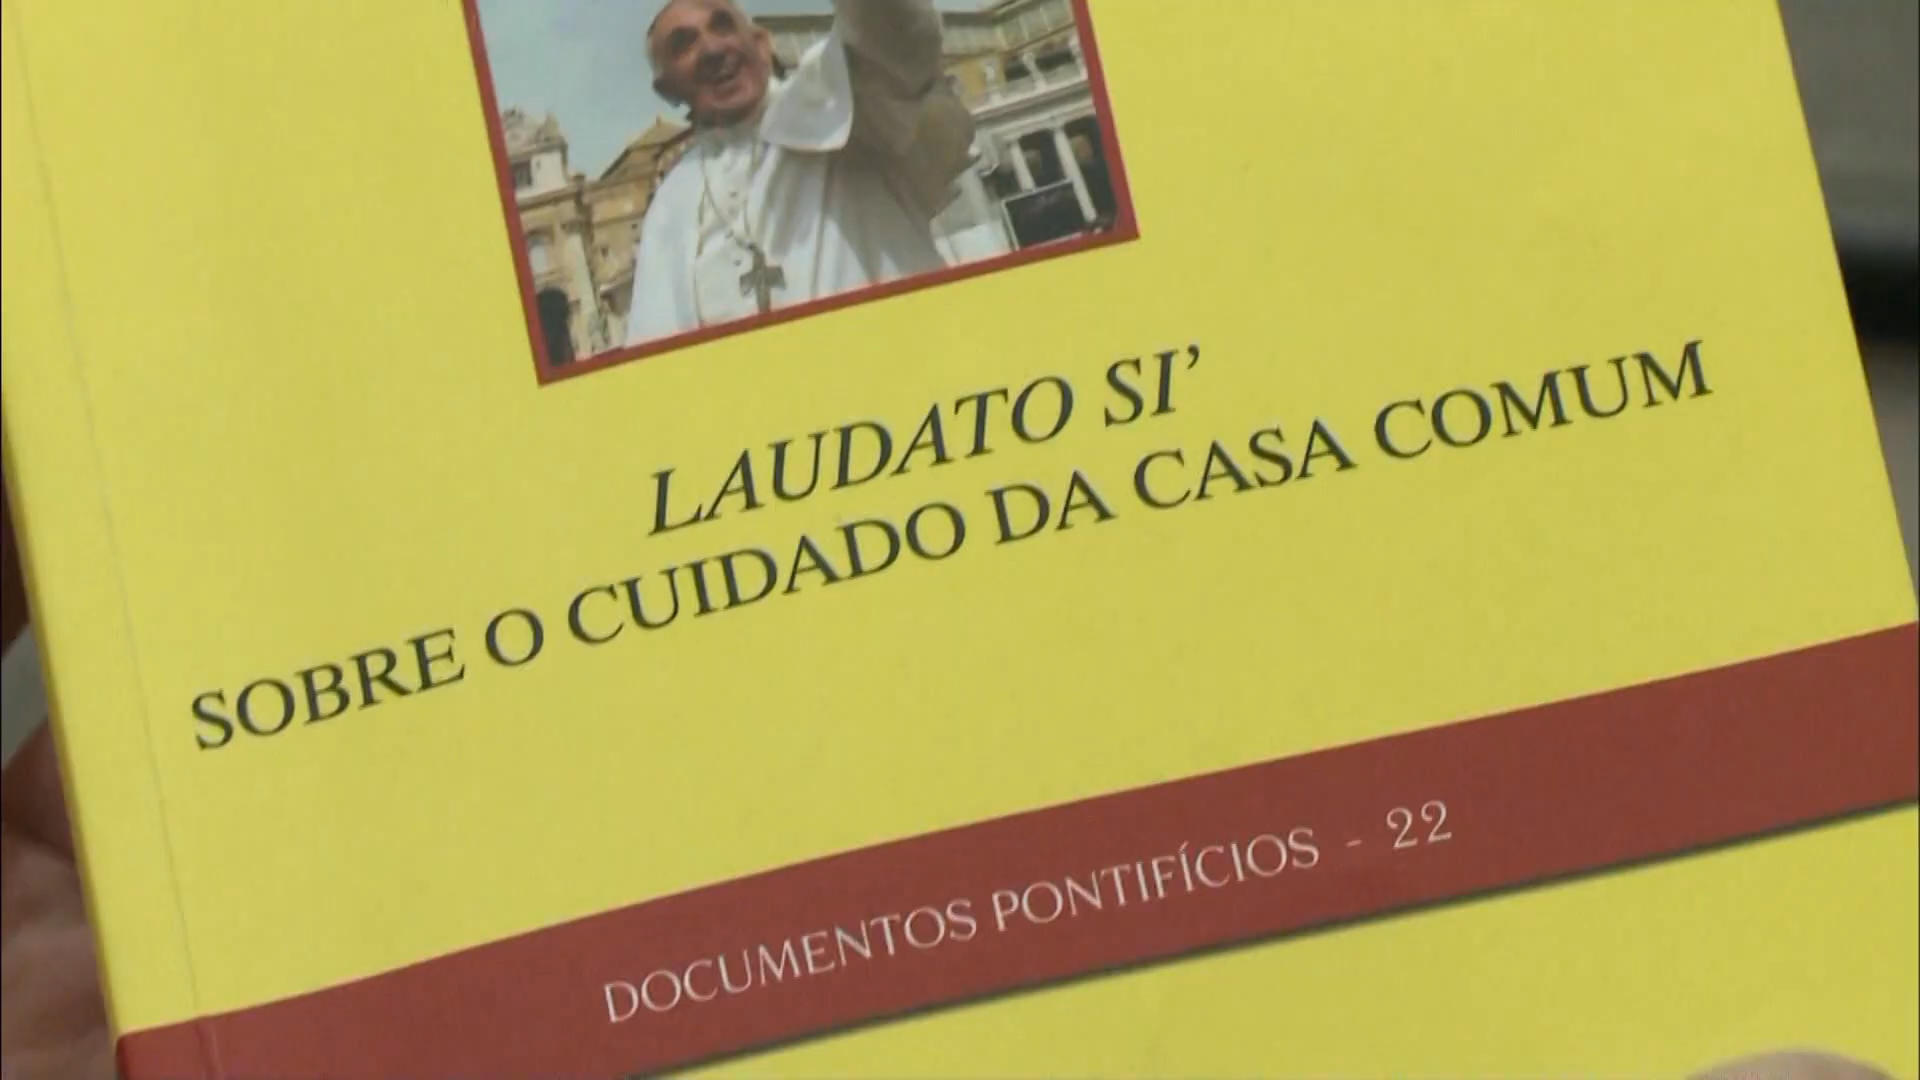 LAUDATO SI’
SOBRE O CUIDADO DA CASA COMUM
DOCUMENTOS PONTIFÍCIOS - 22